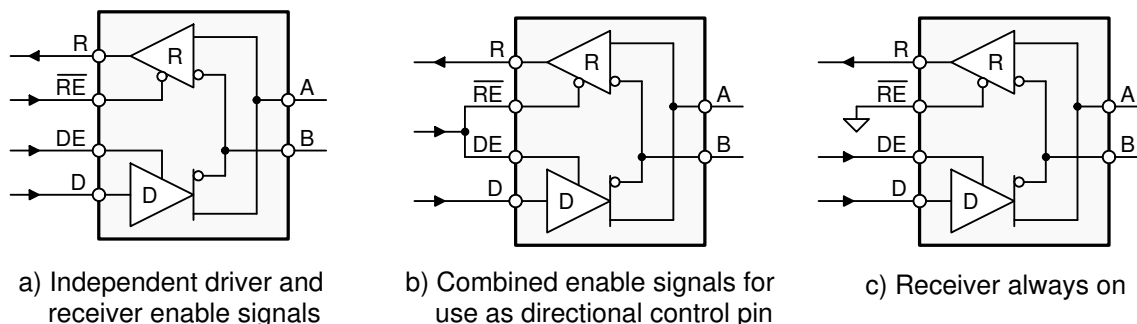 R
R
RE
A
DE
B
D
D
a) Independent driver and
receiver enable signals
R
R
RE
A
DE
B
D
D
b) Combined enable signals for
use as directional control pin
R
R
RE
A
DE
B
D
D
c) Receiver always on